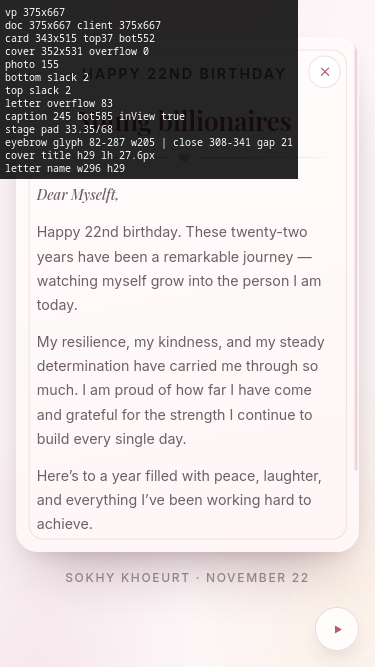 vp 375x667
doc 375x667 client 375x667
card 343x515 top37 bot552
cover 352x531 overflow 0
photo 155
bottom slack 2
top slack 2
letter overflow 83
caption 245 bot585 inView true
stage pad 33.35/68
eyebrow glyph 82-287 w205 | close 308-341 gap 21
cover title h29 lh 27.6px
letter name w296 h29
HAPPY 22ND BIRTHDAY
billionaires
Dear Myselft,
Happy 22nd birthday. These twenty-two
years have been a remarkable journey —
watching myself grow into the person I am
today.
My resilience, my kindness, and my steady
determination have carried me through so
much. I am proud of how far I have come
and grateful for the strength I continue to
build every single day.
Here’s to a year filled with peace, laughter,
and everything I’ve been working hard to
achieve.
SOKHY KHOEURT · NOVEMBER 22